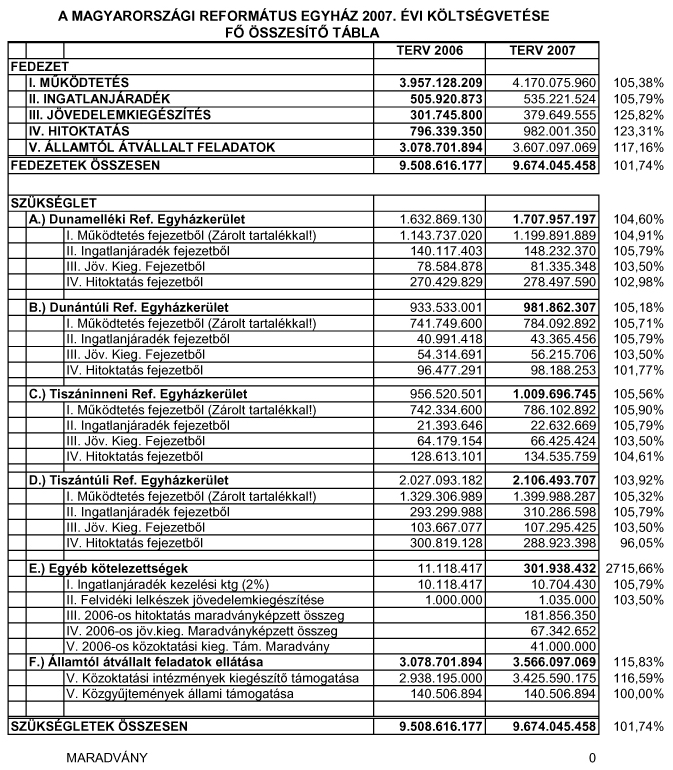 A MAGYARORSZÁGI REFORMÁTUS EGYHÁZ 2007. ÉVI KÖLTSÉGVETÉSE
FŐ ÖSSZESÍTŐ TÁBLA
TERV 2006 TERV 2007
FEDEZET
I. MŰKÖDTETÉS 3.957.128.209 4.170.075.960 105,38%
II. INGATLANJÁRADÉK 505.920.873 535.221.524 105,79%
III. JÖVEDELEMKIEGÉSZÍTÉS 301.745.800 379.649.555 125,82%
IV. HITOKTATÁS 796.339.350 982.001.350 123,31%
V. ÁLLAMTÓL ÁTVÁLLALT FELADATOK 3.078.701.894 3.607.097.069 117,16%
FEDEZETEK ÖSSZESEN 9.508.616.177 9.674.045.458 101,74%
SZÜKSÉGLET
A.) Dunamelléki Ref. Egyházkerület 1.632.869.130 1.707.957.197 104,60%
I. Működtetés fejezetből (Zárolt tartalékkal!) 1.143.737.020 1.199.891.889 104,91%
II. Ingatlanjáradék fejezetből 140.117.403 148.232.370 105,79%
III. Jöv. Kieg. Fejezetből 78.584.878 81.335.348 103,50%
IV. Hitoktatás fejezetből 270.429.829 278.497.590 102,98%
B.) Dunántúli Ref. Egyházkerület 933.533.001 981.862.307 105,18%
I. Működtetés fejezetből (Zárolt tartalékkal!) 741.749.600 784.092.892 105,71%
II. Ingatlanjáradék fejezetből 40.991.418 43.365.456 105,79%
III. Jöv. Kieg. Fejezetből 54.314.691 56.215.706 103,50%
IV. Hitoktatás fejezetből 96.477.291 98.188.253 101,77%
C.) Tiszáninneni Ref. Egyházkerület 956.520.501 1.009.696.745 105,56%
I. Működtetés fejezetből (Zárolt tartalékkal!) 742.334.600 786.102.892 105,90%
II. Ingatlanjáradék fejezetből 21.393.646 22.632.669 105,79%
III. Jöv. Kieg. Fejezetből 64.179.154 66.425.424 103,50%
IV. Hitoktatás fejezetből 128.613.101 134.535.759 104,61%
D.) Tiszántúli Ref. Egyházkerület 2.027.093.182 2.106.493.707 103,92%
I. Működtetés fejezetből (Zárolt tartalékkal!) 1.329.306.989 1.399.988.287 105,32%
II. Ingatlanjáradék fejezetből 293.299.988 310.286.598 105,79%
III. Jöv. Kieg. Fejezetből 103.667.077 107.295.425 103,50%
IV. Hitoktatás fejezetből 300.819.128 288.923.398 96,05%
E.) Egyéb kötelezettségek 11.118.417 301.938.432 2715,66%
I. Ingatlanjáradék kezelési ktg (2%) 10.118.417 10.704.430 105,79%
II. Felvidéki lelkészek jövedelemkiegészítése 1.000.000 1.035.000 103,50%
III. 2006-os hitoktatás maradványképzett összeg 181.856.350
IV. 2006-os jöv.kieg. Maradványképzett összeg 67.342.652
V. 2006-os közoktatási kieg. Tám. Maradvány 41.000.000
F.) Államtól átvállalt feladatok ellátása 3.078.701.894 3.566.097.069 115,83%
V. Közoktatási intézmények kiegészítő támogatása 2.938.195.000 3.425.590.175 116,59%
V. Közgyűjtemények állami támogatása 140.506.894 140.506.894 100,00%
SZÜKSÉGLETEK ÖSSZESEN 9.508.616.177 9.674.045.458 101,74%
MARADVÁNY 0